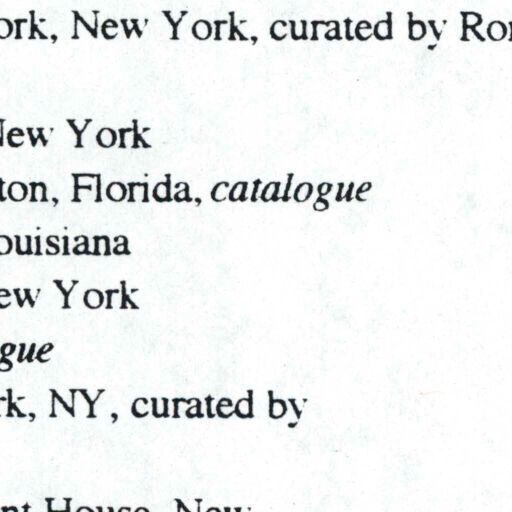 ork, New York, curated by Ron
New York
ton, Florida, catalogue
ouisiana
ew York
gue
rk, NY, curated by
nt House, New